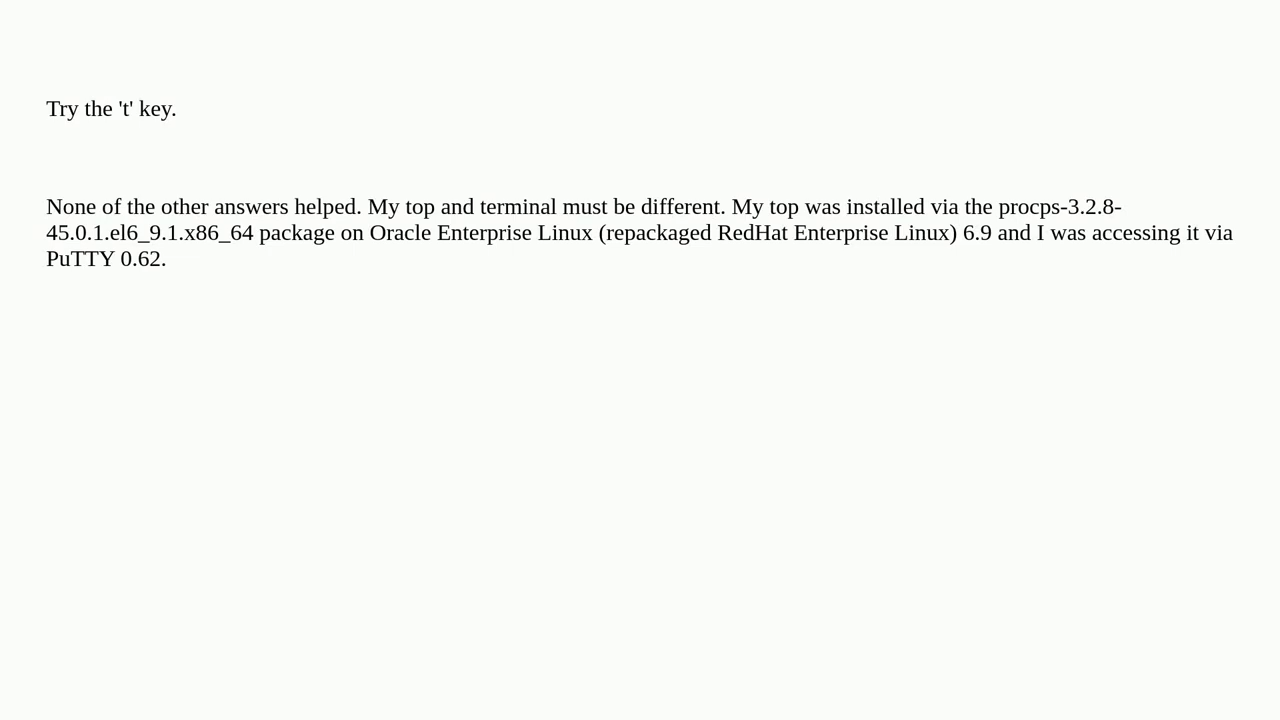 Try the 't' key.
None of the other answers helped. My top and terminal must be different. My top was installed via the procps-3.2.8-
45.0.1.el6_9.1.x86_64 package on Oracle Enterprise Linux (repackaged RedHat Enterprise Linux) 6.9 and I was accessing it via
PuTTY 0.62.